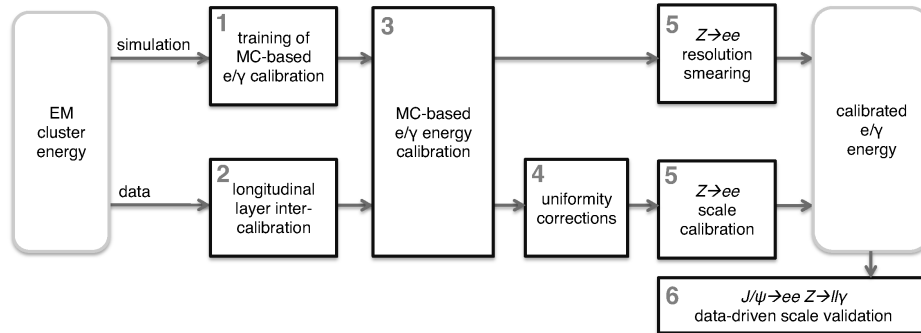 EM
cluster
energy
simulation
data
1
training of
MC-based
e/γ calibration
2
longitudinal
layer inter-
calibration
3
MC-based
e/γ energy
calibration
4
uniformity
corrections
5
Z→ee
resolution
smearing
5
Z→ee
scale
calibration
calibrated
e/γ
energy
6
J/ψ→ee Z→llγ
data-driven scale validation